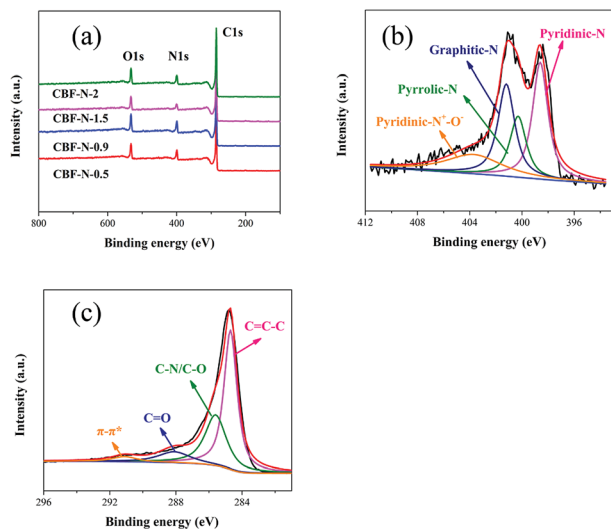 (a)
C1s
O1s
N1s
CBF-N-2
CBF-N-1.5
CBF-N-0.9
CBF-N-0.5
Intensity (a.u.)
800
600
400
200
Binding energy (eV)
(b)
Pyridinic-N
Graphitic-N
Pyrrolic-N
Pyridinic-N⁺-O⁻
Intensity (a.u.)
412
408
404
400
396
Binding energy (eV)
(c)
C=C-C
C-N/C-O
C=O
π-π*
Intensity (a.u.)
296
292
288
284
Binding energy (eV)